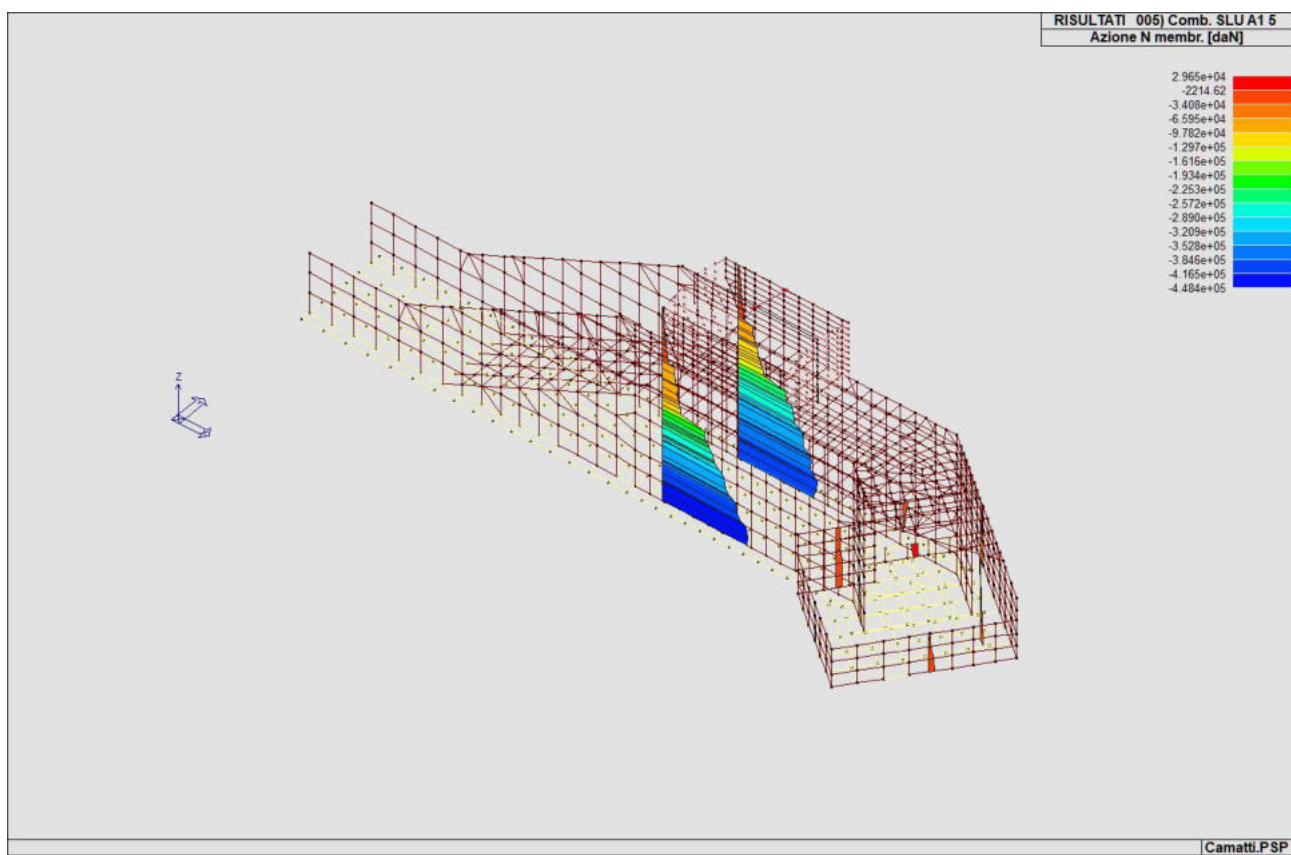 RISULTATI 005) Comb. SLU A1 5
Azione N membr. [daN]
2.965e+04
-2214.62
-3.408e+04
-6.595e+04
-9.782e+04
-1.297e+05
-1.616e+05
-1.934e+05
-2.253e+05
-2.572e+05
-2.890e+05
-3.209e+05
-3.528e+05
-3.846e+05
-4.165e+05
-4.484e+05
Z
Camatti.PSP